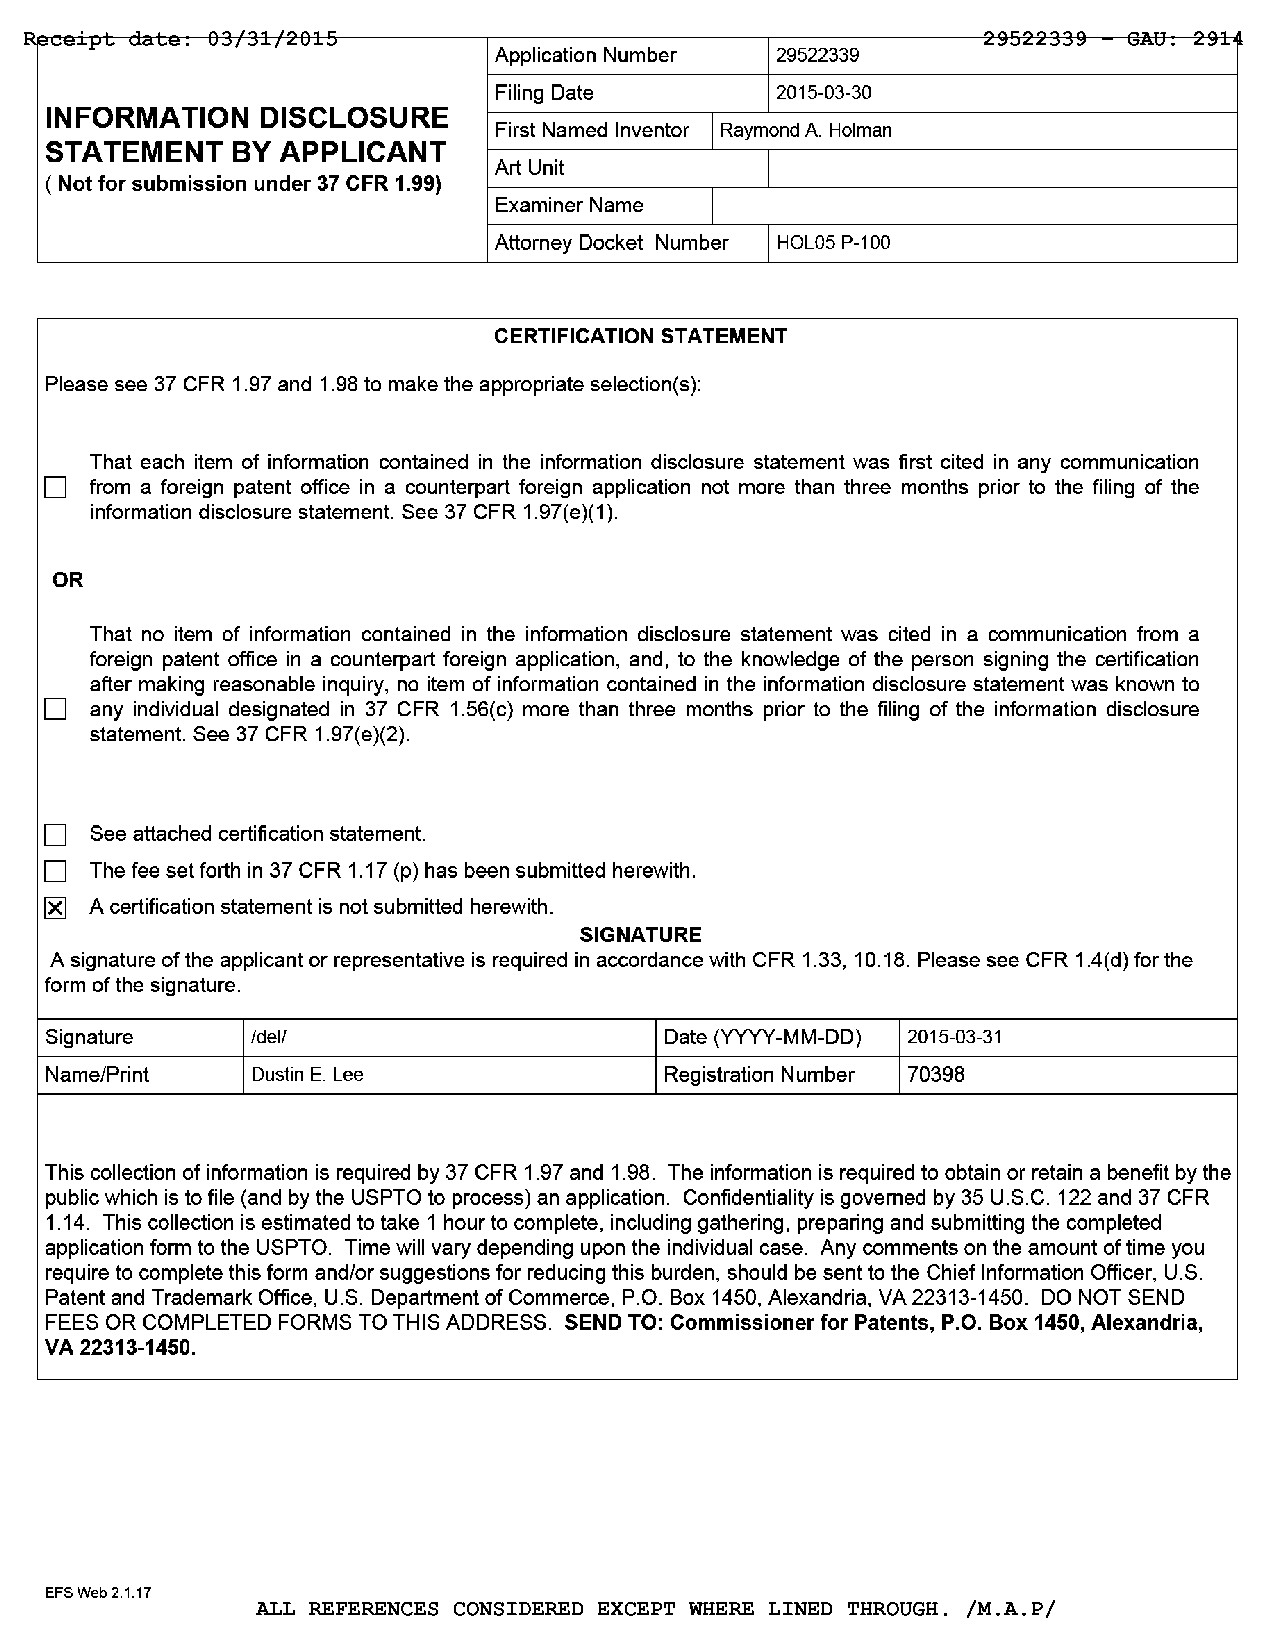 Receipt date: 03/31/2015 29522339 - GAU: 2914
Application Number 29522339
Filing Date 2015-03-30
INFORMATION DISCLOSURE
STATEMENT BY APPLICANT
( Not for submission under 37 CFR 1.99)
First Named Inventor Raymond A. Holman
Art Unit
Examiner Name
Attorney Docket Number HOL05 P-100
CERTIFICATION STATEMENT
Please see 37 CFR 1.97 and 1.98 to make the appropriate selection(s):
That each item of information contained in the information disclosure statement was first cited in any communication
from a foreign patent office in a counterpart foreign application not more than three months prior to the filing of the
information disclosure statement. See 37 CFR 1.97(e)(1).
OR
That no item of information contained in the information disclosure statement was cited in a communication from a
foreign patent office in a counterpart foreign application, and, to the knowledge of the person signing the certification
after making reasonable inquiry, no item of information contained in the information disclosure statement was known to
any individual designated in 37 CFR 1.56(c) more than three months prior to the filing of the information disclosure
statement. See 37 CFR 1.97(e)(2).
See attached certification statement.
The fee set forth in 37 CFR 1.17 (p) has been submitted herewith.
X A certification statement is not submitted herewith.
SIGNATURE
A signature of the applicant or representative is required in accordance with CFR 1.33, 10.18. Please see CFR 1.4(d) for the
form of the signature.
Signature /del/ Date (YYYY-MM-DD) 2015-03-31
Name/Print Dustin E. Lee Registration Number 70398
This collection of information is required by 37 CFR 1.97 and 1.98. The information is required to obtain or retain a benefit by the
public which is to file (and by the USPTO to process) an application. Confidentiality is governed by 35 U.S.C. 122 and 37 CFR
1.14. This collection is estimated to take 1 hour to complete, including gathering, preparing and submitting the completed
application form to the USPTO. Time will vary depending upon the individual case. Any comments on the amount of time you
require to complete this form and/or suggestions for reducing this burden, should be sent to the Chief Information Officer, U.S.
Patent and Trademark Office, U.S. Department of Commerce, P.O. Box 1450, Alexandria, VA 22313-1450. DO NOT SEND
FEES OR COMPLETED FORMS TO THIS ADDRESS. SEND TO: Commissioner for Patents, P.O. Box 1450, Alexandria,
VA 22313-1450.
EFS Web 2.1.17
ALL REFERENCES CONSIDERED EXCEPT WHERE LINED THROUGH. /M.A.P/